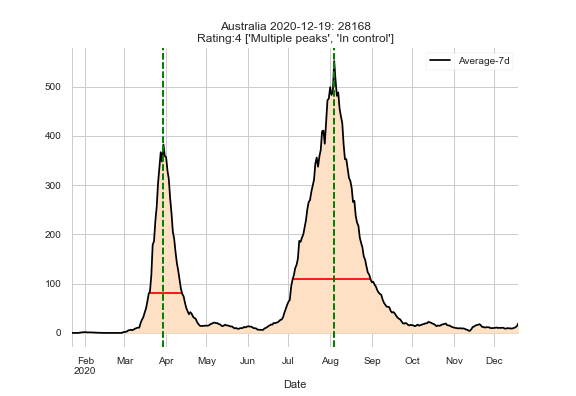 Australia 2020-12-19: 28168
Rating:4 ['Multiple peaks', 'In control']
Average-7d
500
400
300
200
100
0
Feb Mar Apr May Jun Jul Aug Sep Oct Nov Dec
2020
Date